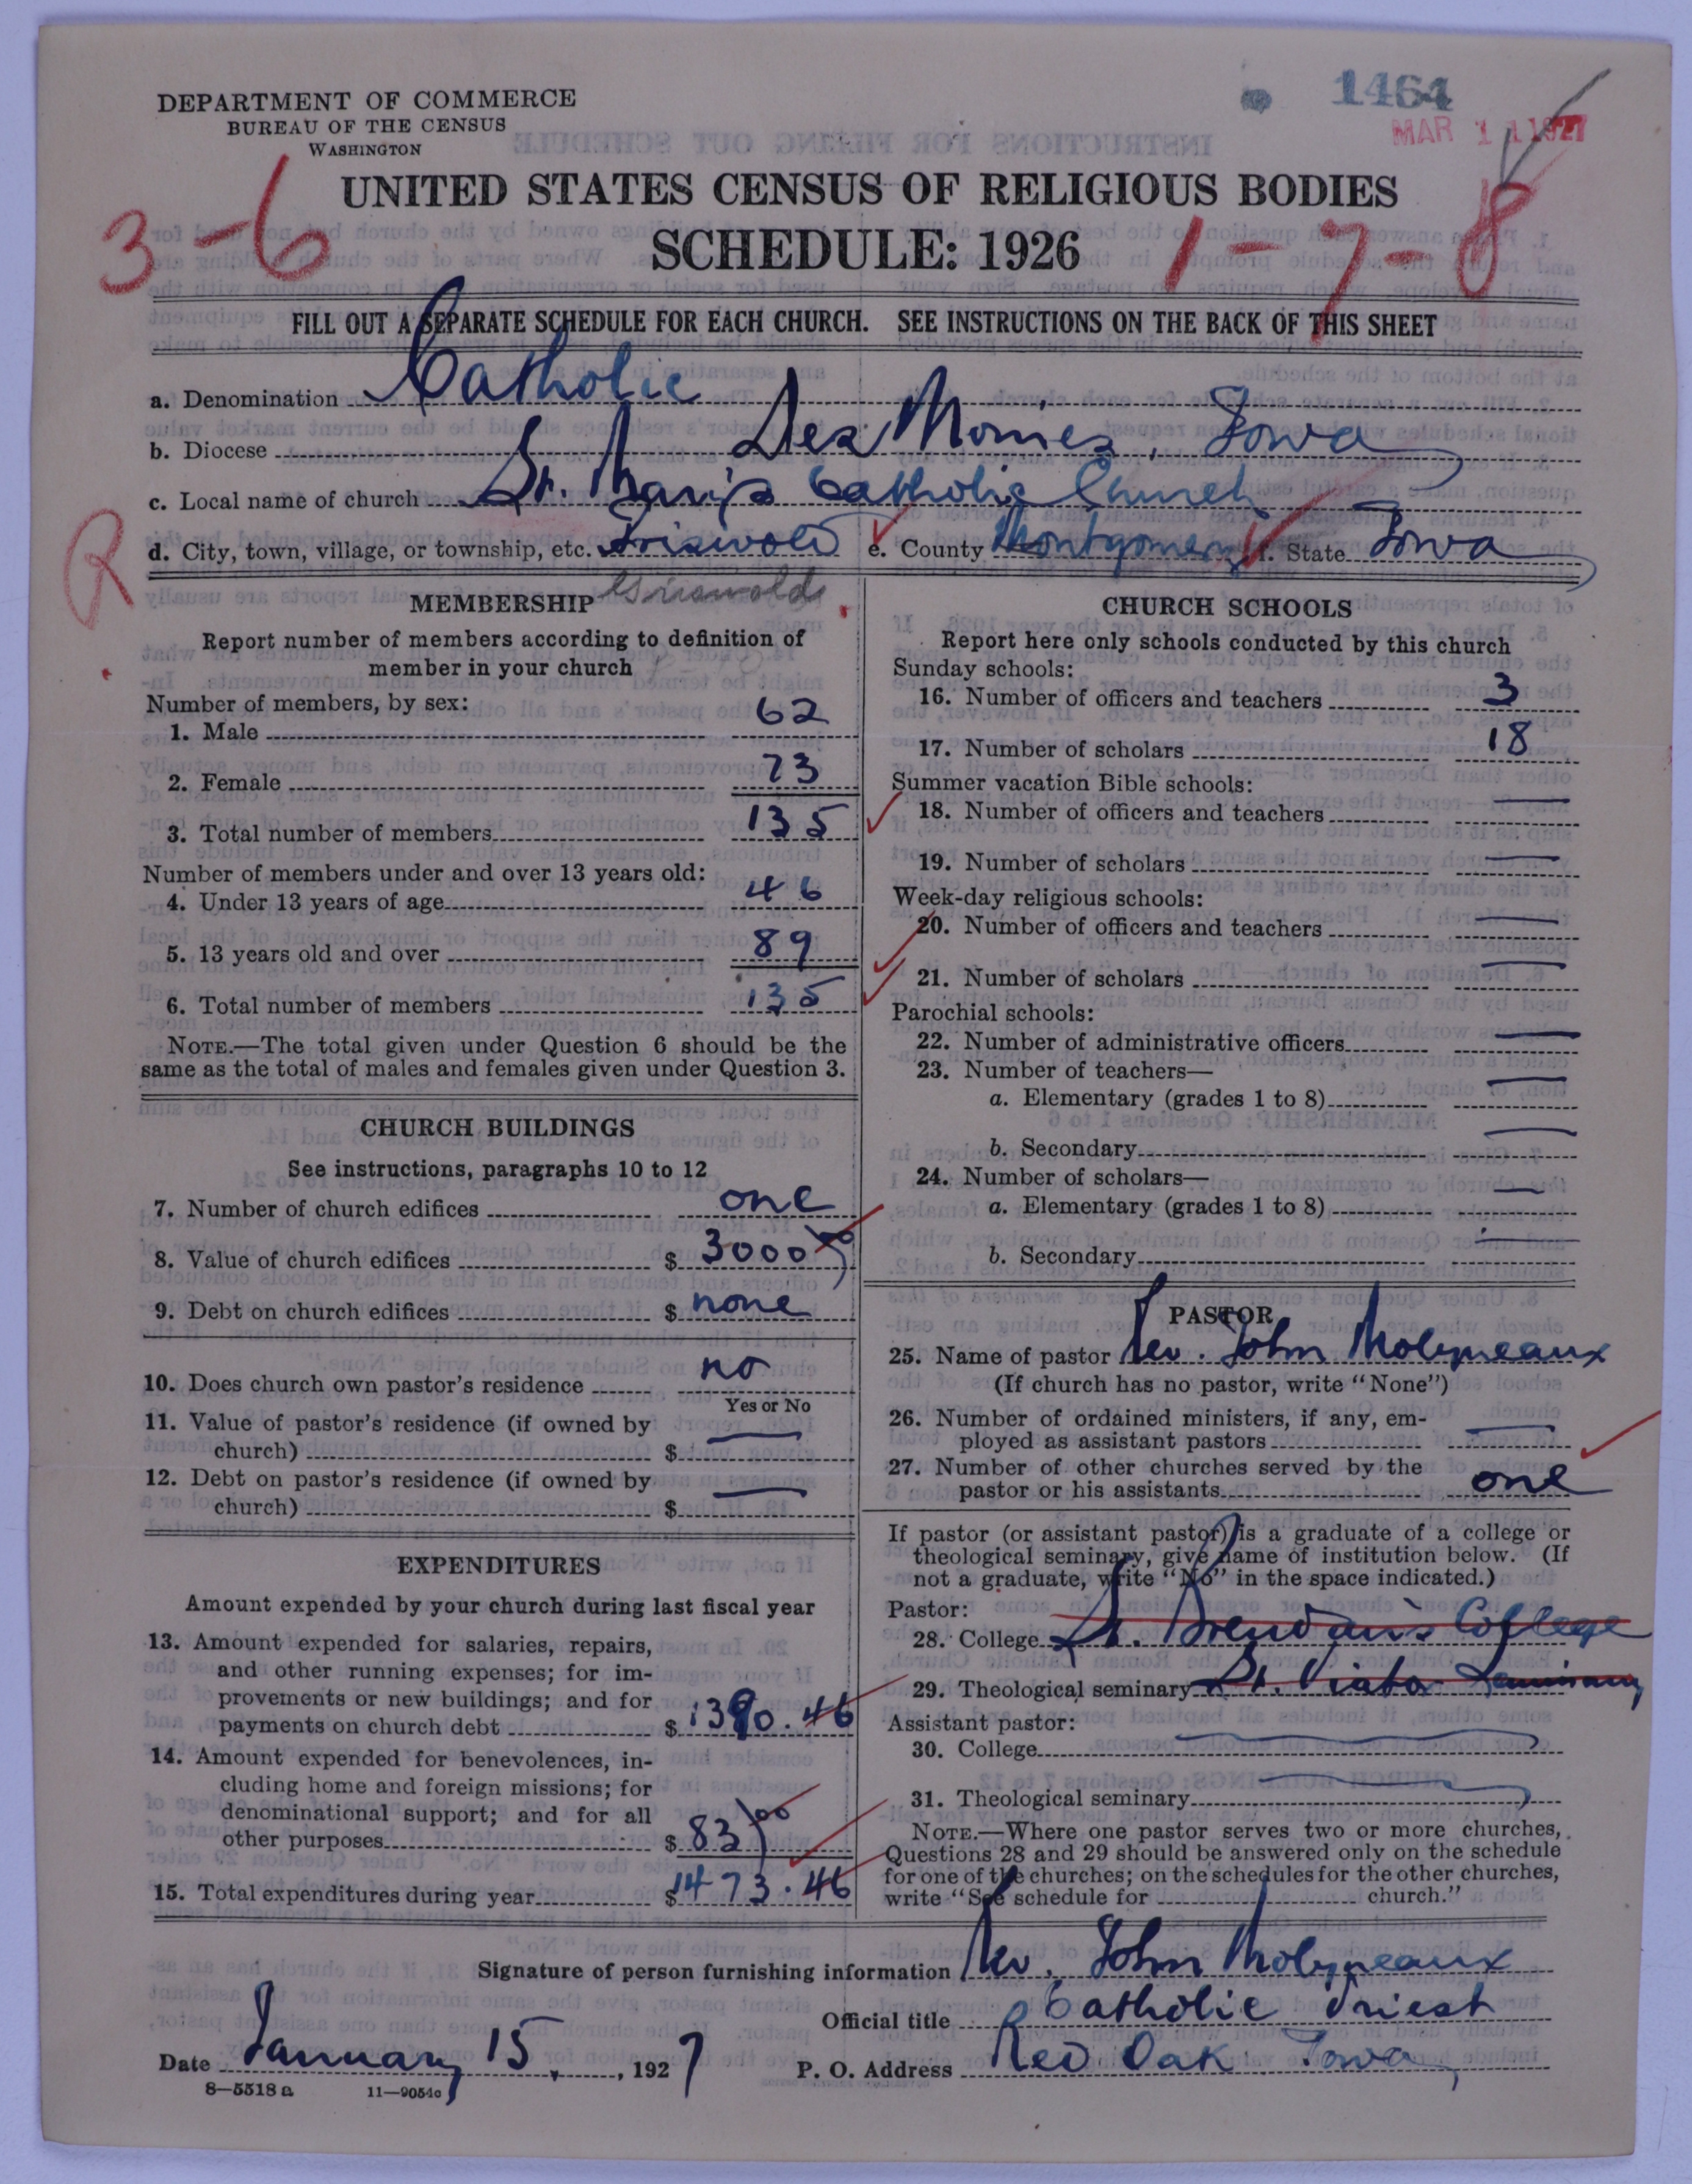 1464
MAR 11 1927
DEPARTMENT OF COMMERCE
BUREAU OF THE CENSUS
WASHINGTON
UNITED STATES CENSUS OF RELIGIOUS BODIES
SCHEDULE: 1926
3-6
1-7-8
FILL OUT A SEPARATE SCHEDULE FOR EACH CHURCH. SEE INSTRUCTIONS ON THE BACK OF THIS SHEET
a. Denomination Catholic
b. Diocese Des Moines, Iowa
c. Local name of church St. Mary's Catholic Church
R
d. City, town, village, or township, etc. Griswold e. County Montgomery f. State Iowa
Griswold
MEMBERSHIP
Report number of members according to definition of
member in your church
Number of members, by sex:
1. Male 62
2. Female 73
3. Total number of members 135
Number of members under and over 13 years old:
4. Under 13 years of age 46
5. 13 years old and over 89
6. Total number of members 135
NOTE.—The total given under Question 6 should be the
same as the total of males and females given under Question 3.
CHURCH BUILDINGS
See instructions, paragraphs 10 to 12
7. Number of church edifices one
8. Value of church edifices $ 3000 00
9. Debt on church edifices $ none
10. Does church own pastor's residence no
Yes or No
11. Value of pastor's residence (if owned by
church) $ —
12. Debt on pastor's residence (if owned by
church) $ —
EXPENDITURES
Amount expended by your church during last fiscal year
13. Amount expended for salaries, repairs,
and other running expenses; for im-
provements or new buildings; and for
payments on church debt $ 1390.46
14. Amount expended for benevolences, in-
cluding home and foreign missions; for
denominational support; and for all
other purposes $ 83 00
15. Total expenditures during year $ 1473.46
CHURCH SCHOOLS
Report here only schools conducted by this church
Sunday schools:
16. Number of officers and teachers 3
17. Number of scholars 18
Summer vacation Bible schools:
18. Number of officers and teachers —
19. Number of scholars —
Week-day religious schools:
20. Number of officers and teachers —
21. Number of scholars —
Parochial schools:
22. Number of administrative officers —
23. Number of teachers—
a. Elementary (grades 1 to 8) —
b. Secondary —
24. Number of scholars—
a. Elementary (grades 1 to 8) —
b. Secondary —
PASTOR
25. Name of pastor Rev. John Molyneaux
(If church has no pastor, write "None")
26. Number of ordained ministers, if any, em-
ployed as assistant pastors —
27. Number of other churches served by the
pastor or his assistants one
If pastor (or assistant pastor) is a graduate of a college or
theological seminary, give name of institution below. (If
not a graduate, write "No" in the space indicated.)
Pastor:
28. College St. Brendan's College
29. Theological seminary St. Viator Seminary
Assistant pastor:
30. College —
31. Theological seminary —
NOTE.—Where one pastor serves two or more churches,
Questions 28 and 29 should be answered only on the schedule
for one of the churches; on the schedules for the other churches,
write "See schedule for church."
Signature of person furnishing information Rev. John Molyneaux
Official title Catholic Priest
Date January 15, 1927 P. O. Address Red Oak Iowa
8-5518a 11-9054c